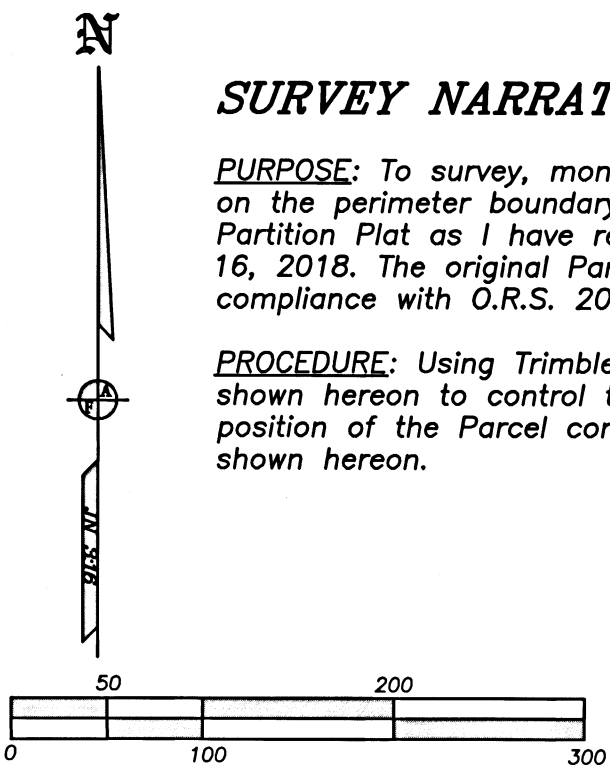 N
SURVEY NARRAT
PURPOSE: To survey, mon
on the perimeter boundary
Partition Plat as I have re
16, 2018. The original Par
compliance with O.R.S. 20
PROCEDURE: Using Trimble
shown hereon to control t
position of the Parcel cor
shown hereon.
F A
50 200
0 100 300